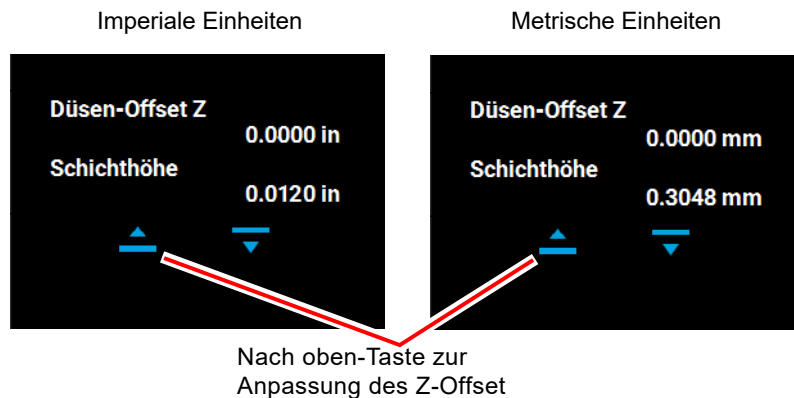 Imperiale Einheiten
Düsen-Offset Z
0.0000 in
Schichthöhe
0.0120 in
Metrische Einheiten
Düsen-Offset Z
0.0000 mm
Schichthöhe
0.3048 mm
Nach oben-Taste zur
Anpassung des Z-Offset